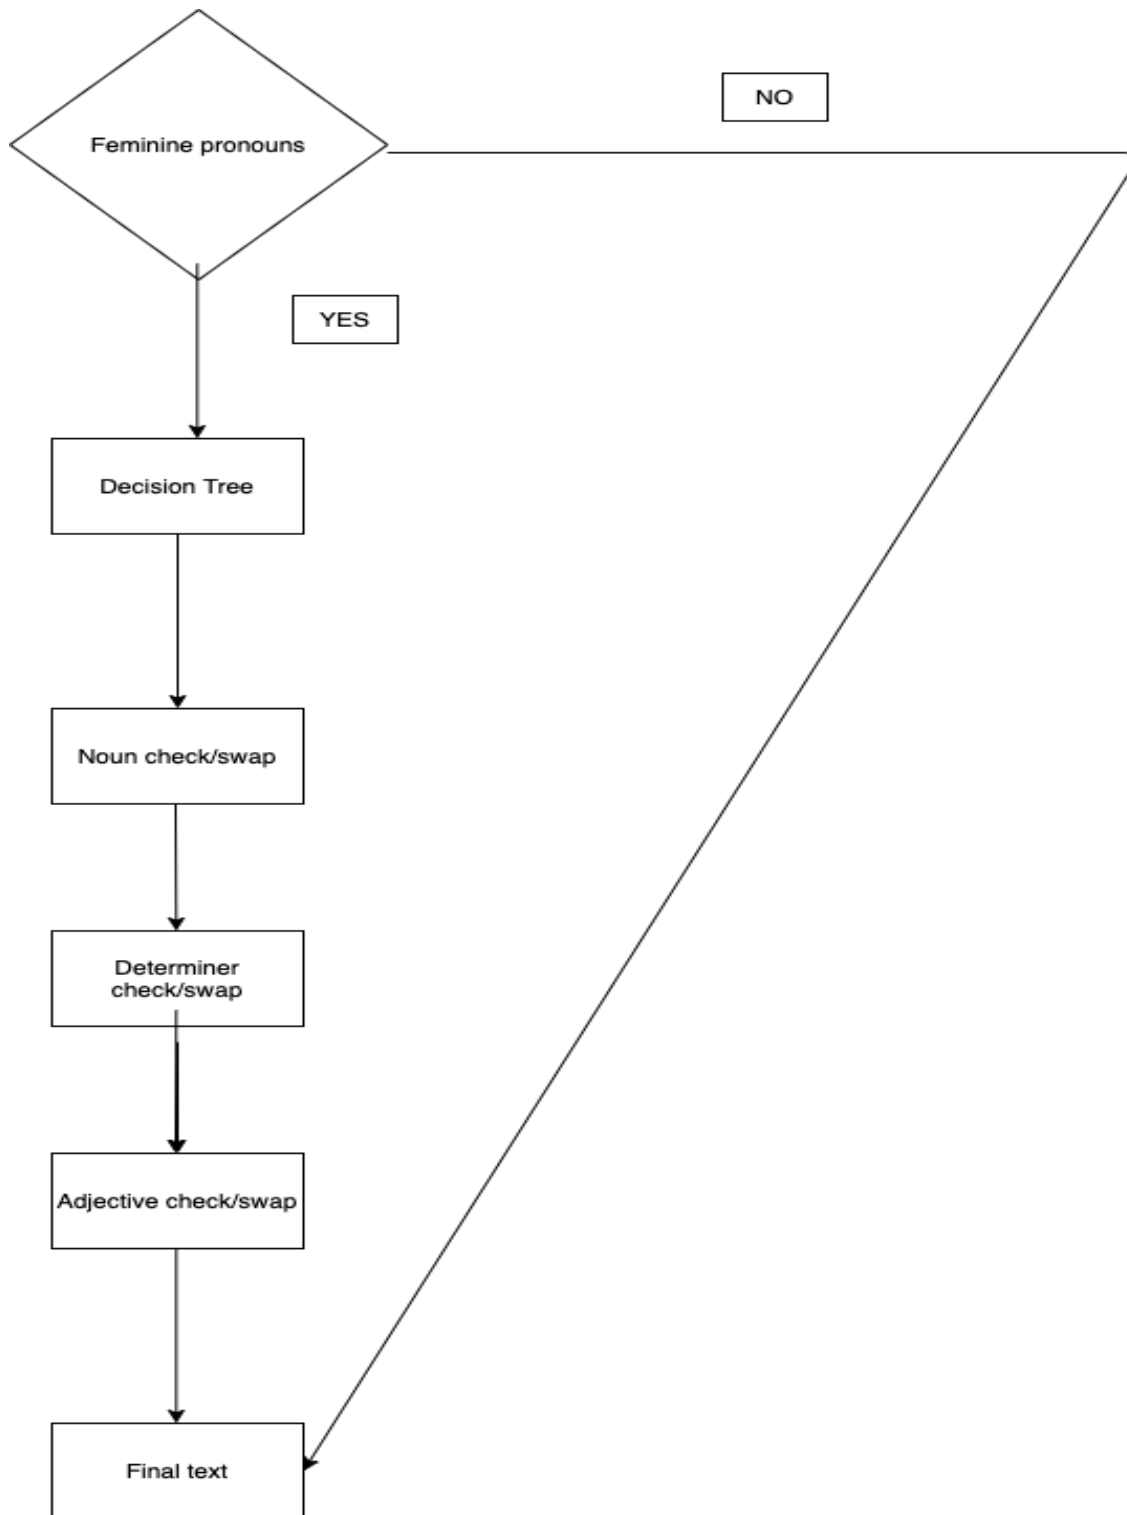 NO
Feminine pronouns
YES
Decision Tree
Noun check/swap
Determiner
check/swap
Adjective check/swap
Final text